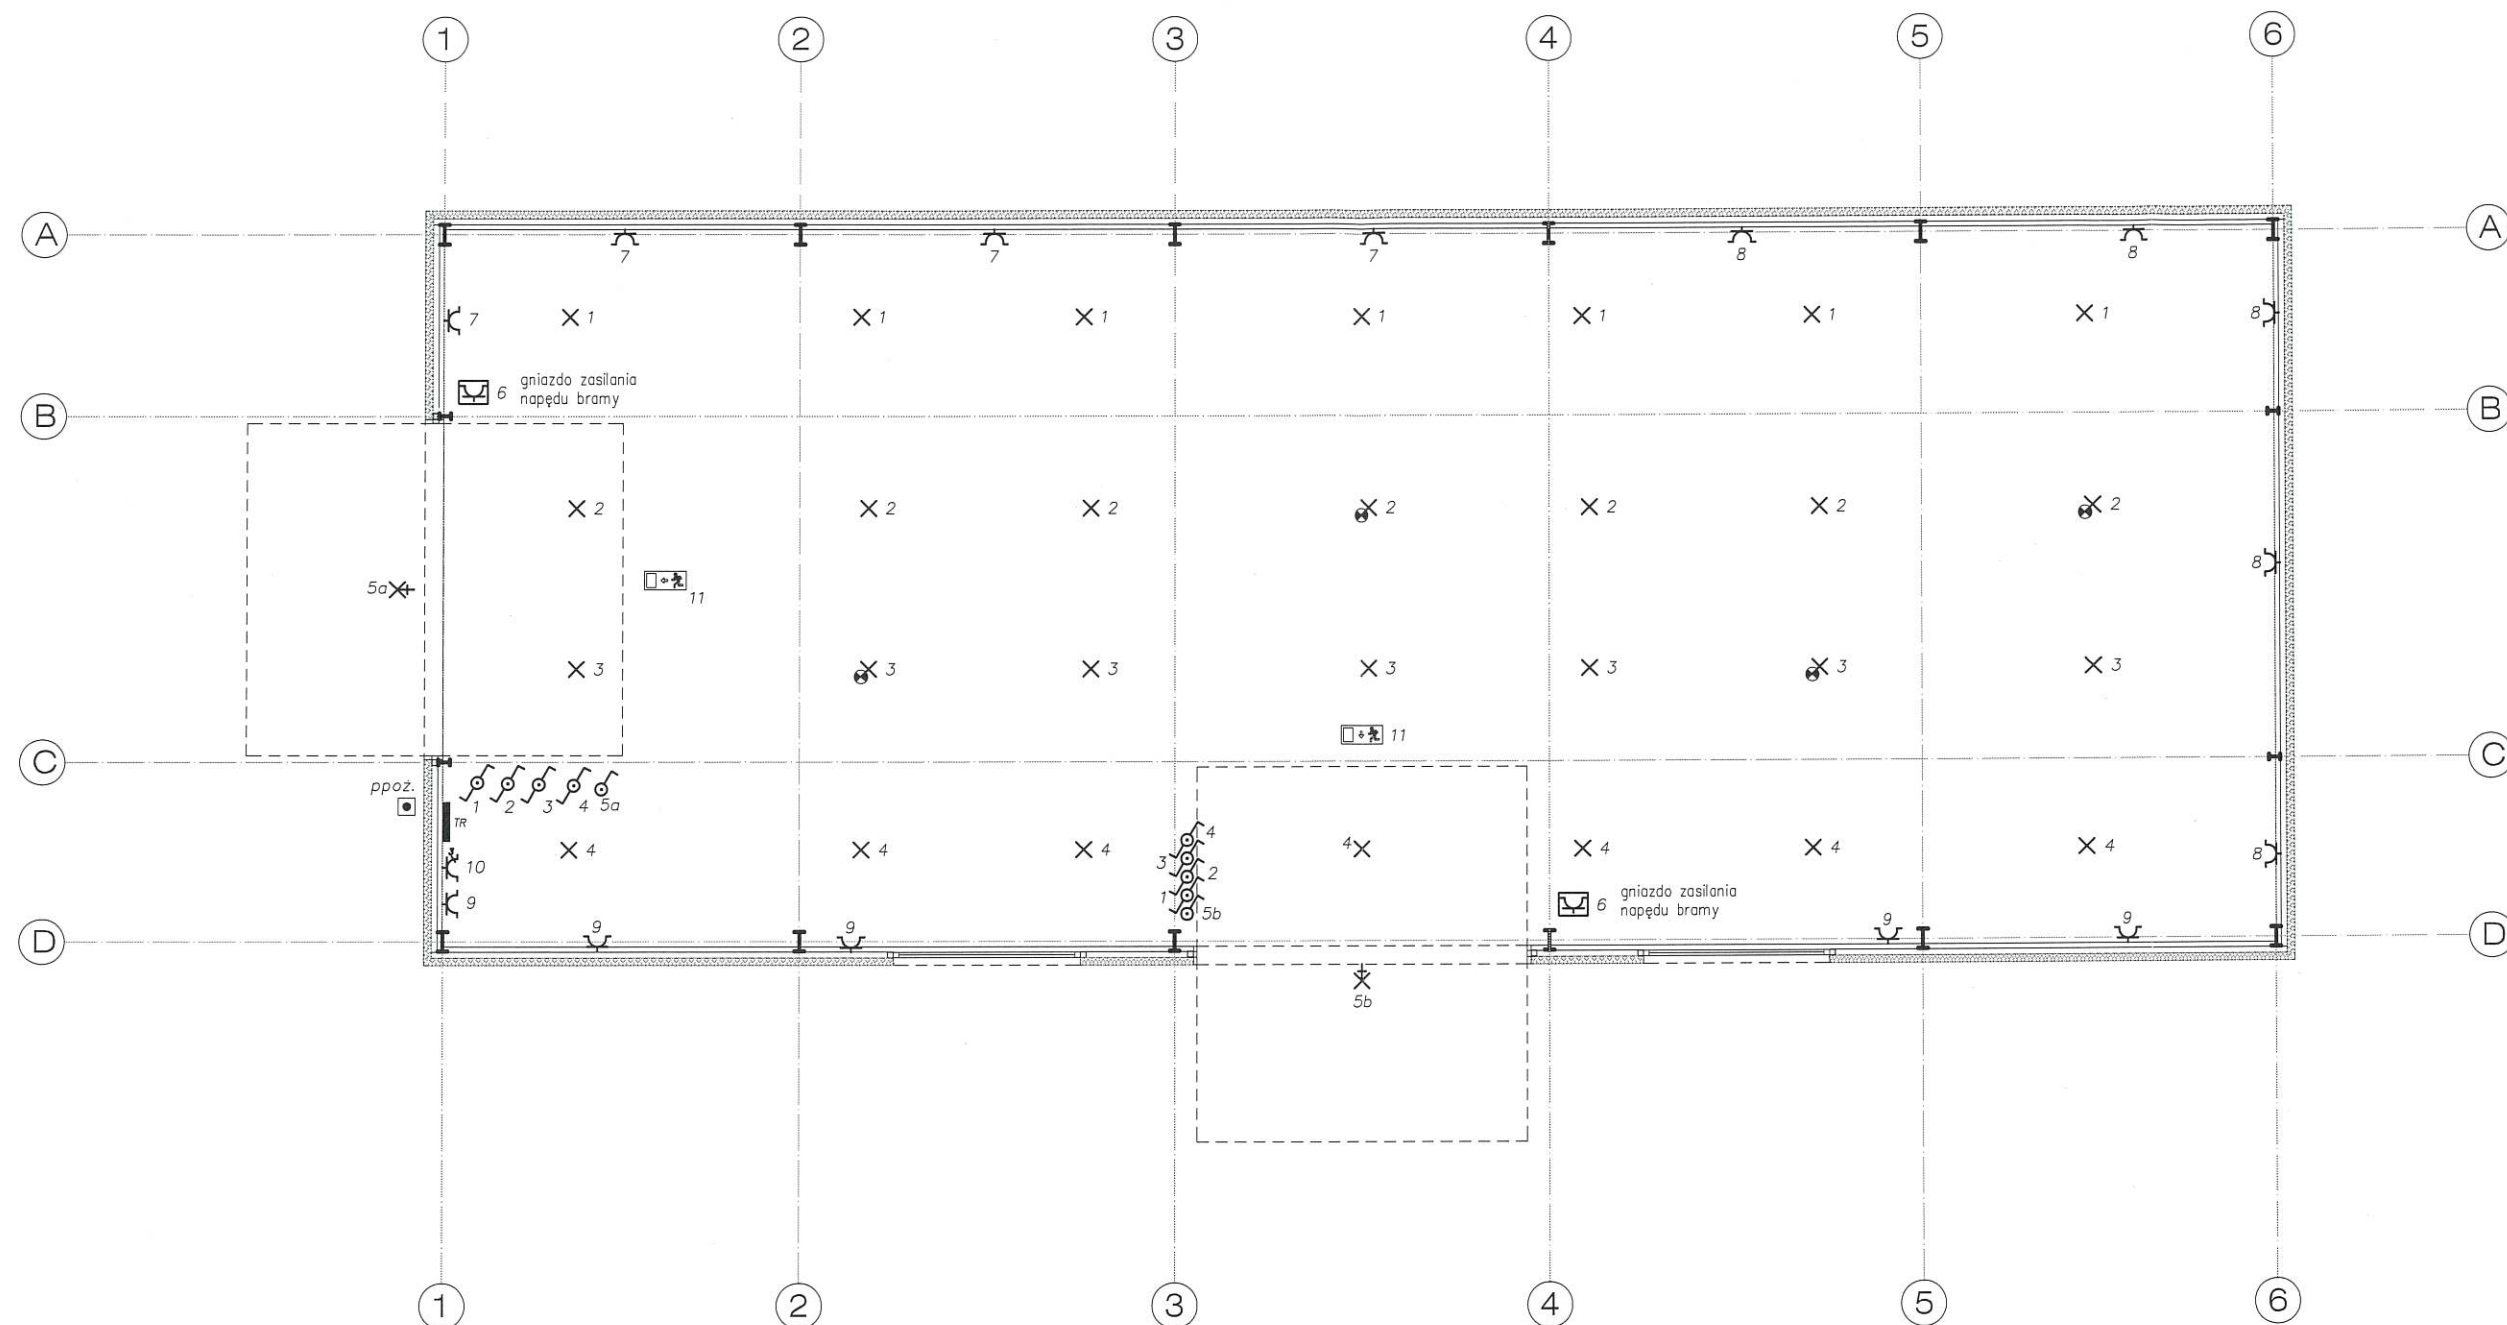 1 2 3 4 5 6
A A
7 7 7 8 8
7 1 1 1 1 1 1 1 8
6 gniazdo zasilania
napędu bramy
B B
2 2 2 2 2 2 2
5a 11 8
3 3 3 3 3 3 3
11
C C
ppoż.
1 2 3 4 5a
TR
4 4 4 4 4 4 4 4
3 2 1 5b
10 8
9
6 gniazdo zasilania
napędu bramy
9 9 9 9
D D
5b
1 2 3 4 5 6